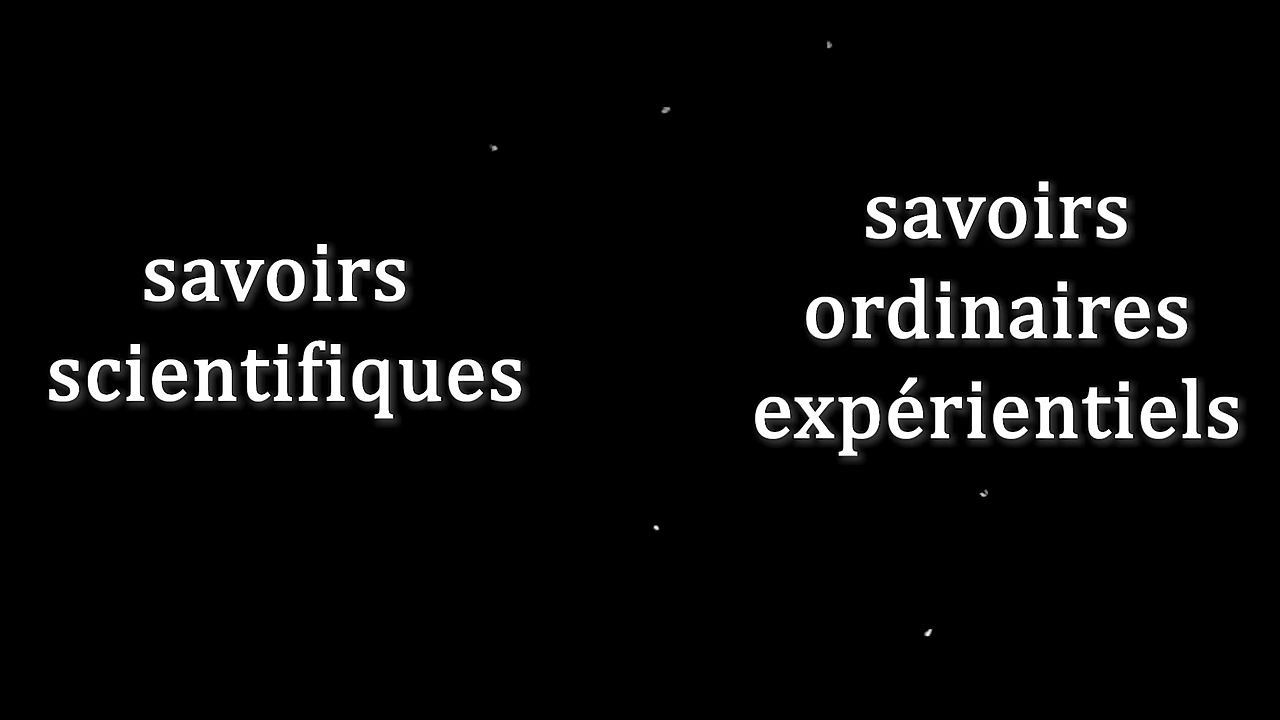 savoirs
scientifiques
savoirs
ordinaires
expérientiels